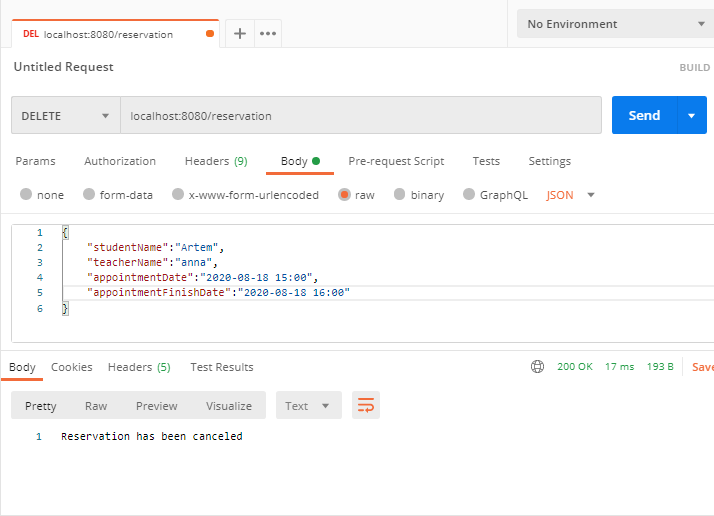 DEL localhost:8080/reservation + ••• No Environment
Untitled Request BUILD
DELETE localhost:8080/reservation Send
Params Authorization Headers (9) Body Pre-request Script Tests Settings
none form-data x-www-form-urlencoded raw binary GraphQL JSON
1 {
2 "studentName":"Artem",
3 "teacherName":"anna",
4 "appointmentDate":"2020-08-18 15:00",
5 "appointmentFinishDate":"2020-08-18 16:00"
6 }
Body Cookies Headers (5) Test Results 200 OK 17 ms 193 B Save
Pretty Raw Preview Visualize Text
1 Reservation has been canceled